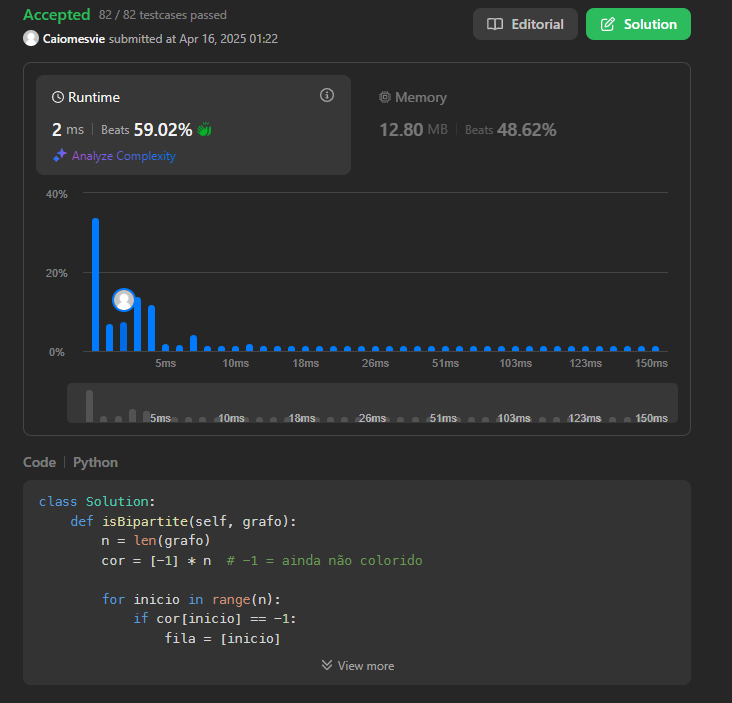 Accepted 82 / 82 testcases passed
Editorial
Solution
Caiomesvie submitted at Apr 16, 2025 01:22
Runtime
2 ms | Beats 59.02%
Analyze Complexity
Memory
12.80 MB | Beats 48.62%
40%
20%
0%
5ms 10ms 18ms 26ms 51ms 103ms 123ms 150ms
5ms 10ms 18ms 26ms 51ms 103ms 123ms 150ms
Code | Python
class Solution:
    def isBipartite(self, grafo):
        n = len(grafo)
        cor = [-1] * n  # -1 = ainda não colorido
        for inicio in range(n):
            if cor[inicio] == -1:
                fila = [inicio]
View more